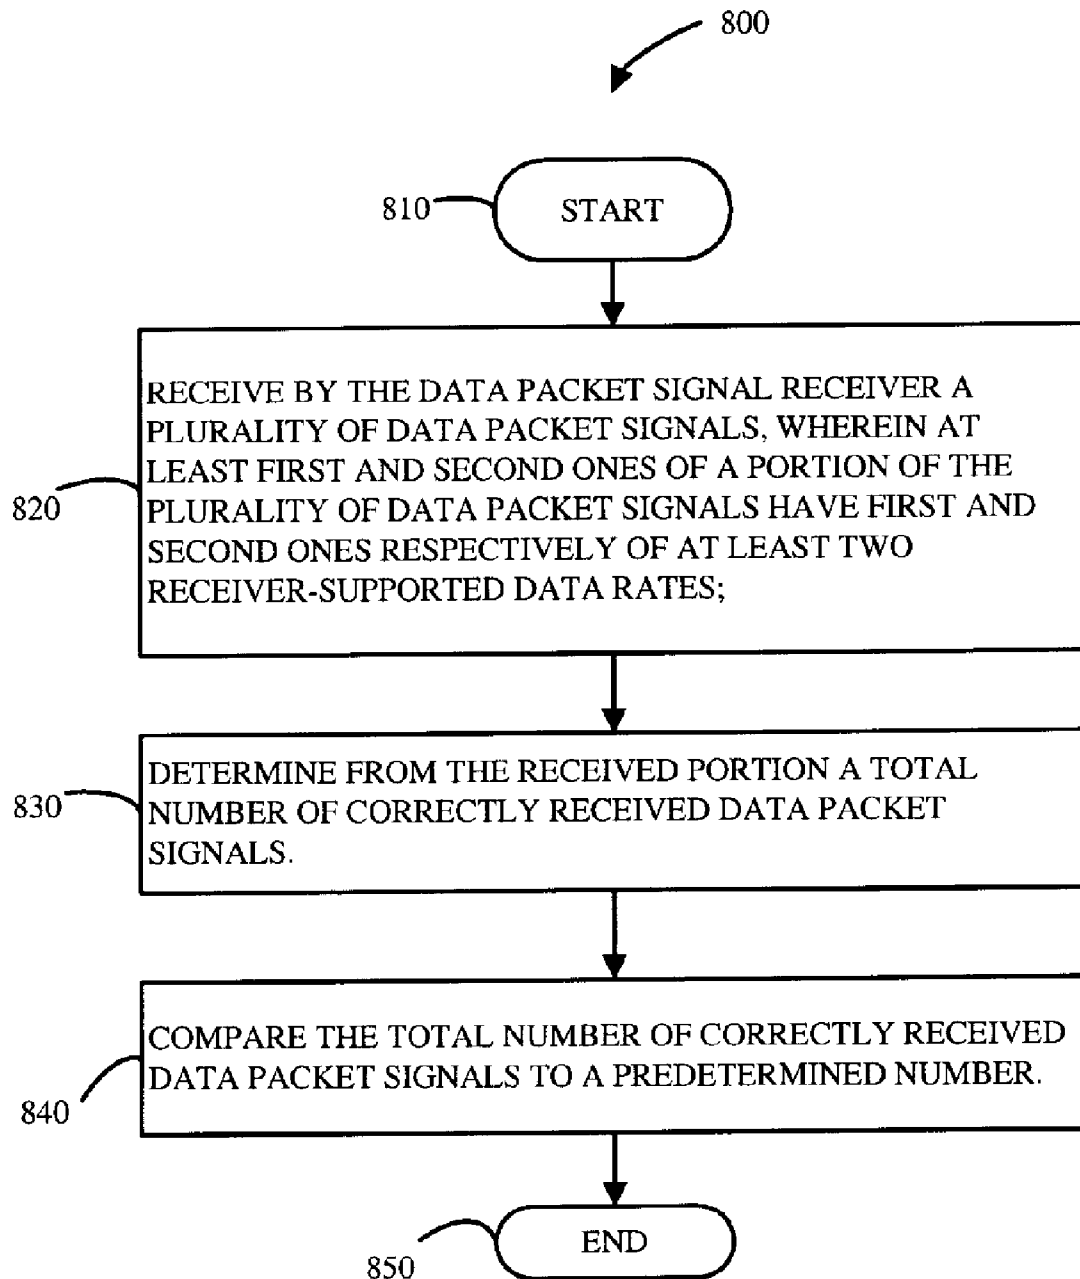 800
810
START
820
RECEIVE BY THE DATA PACKET SIGNAL RECEIVER A
PLURALITY OF DATA PACKET SIGNALS, WHEREIN AT
LEAST FIRST AND SECOND ONES OF A PORTION OF THE
PLURALITY OF DATA PACKET SIGNALS HAVE FIRST AND
SECOND ONES RESPECTIVELY OF AT LEAST TWO
RECEIVER-SUPPORTED DATA RATES;
830
DETERMINE FROM THE RECEIVED PORTION A TOTAL
NUMBER OF CORRECTLY RECEIVED DATA PACKET
SIGNALS.
840
COMPARE THE TOTAL NUMBER OF CORRECTLY RECEIVED
DATA PACKET SIGNALS TO A PREDETERMINED NUMBER.
850
END